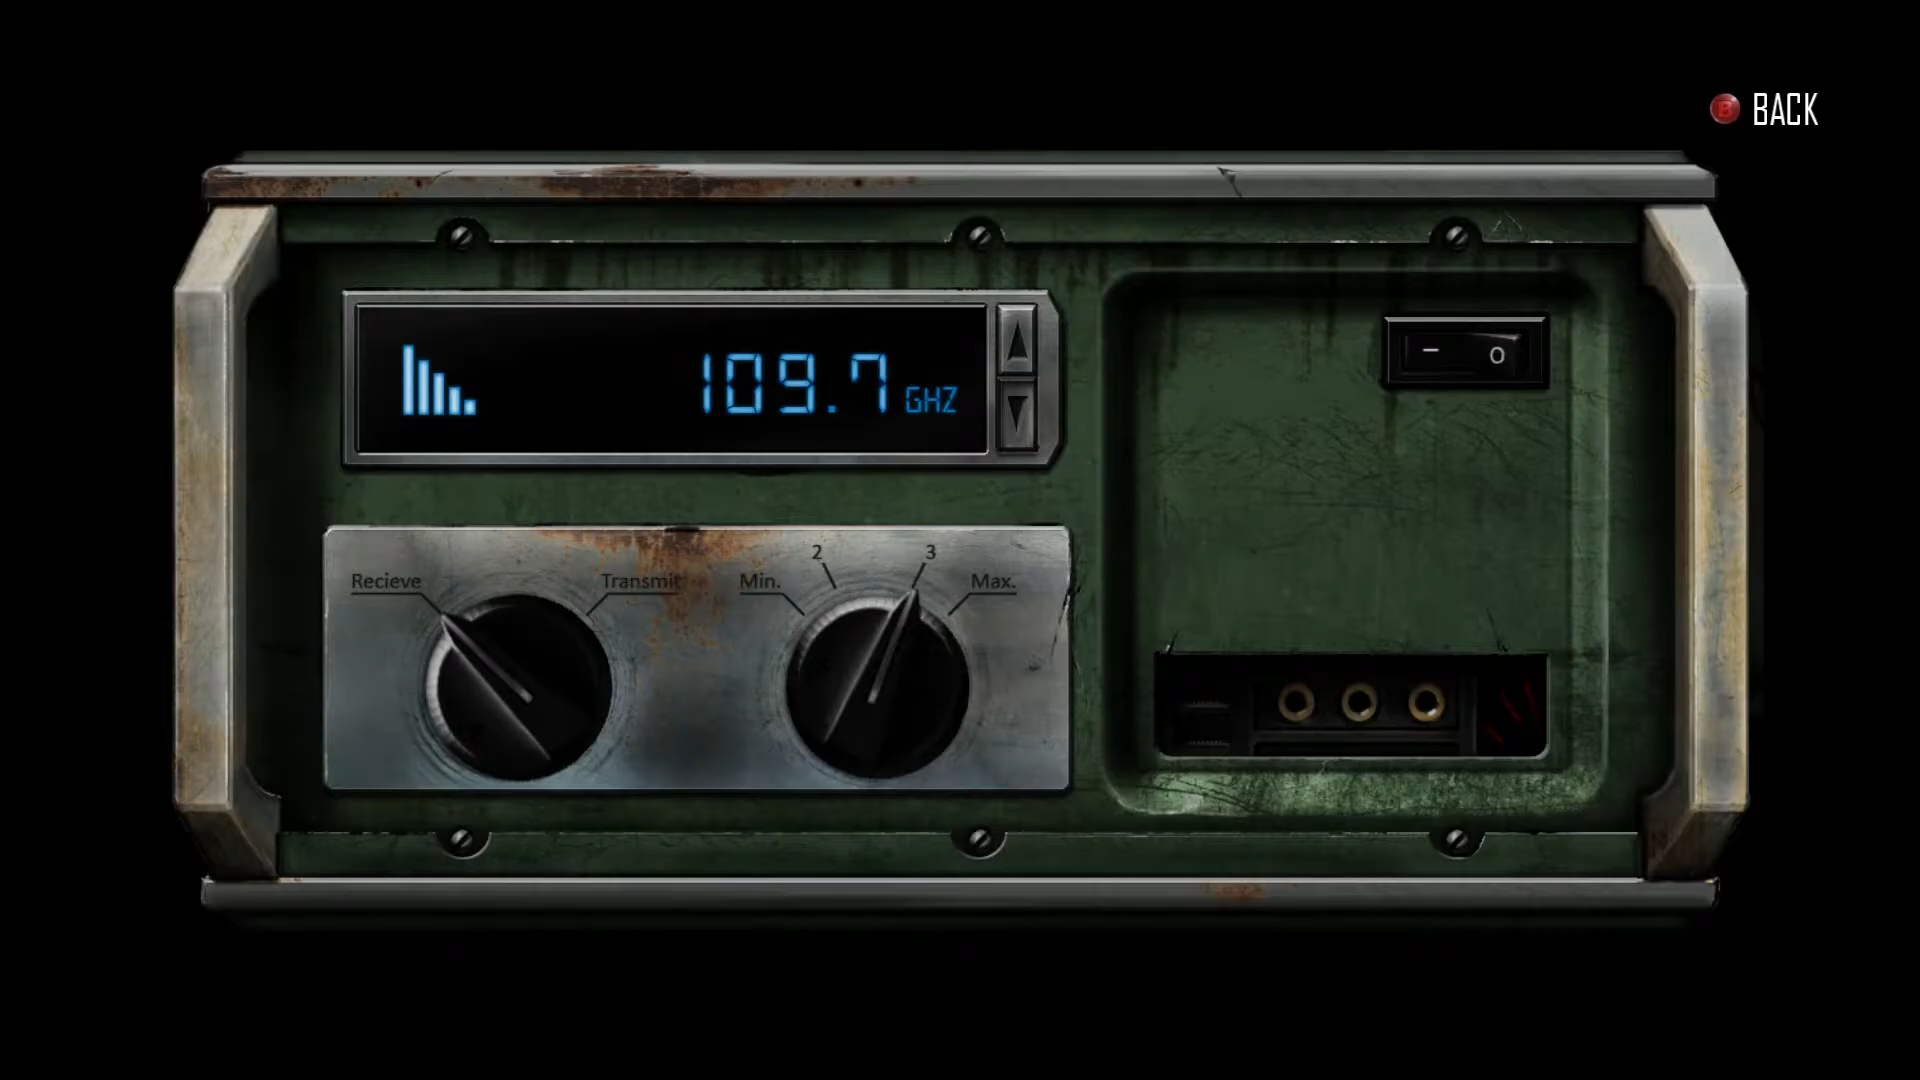 B BACK
109.7 GHZ
– O
2 3
Recieve Transmit Min. Max.